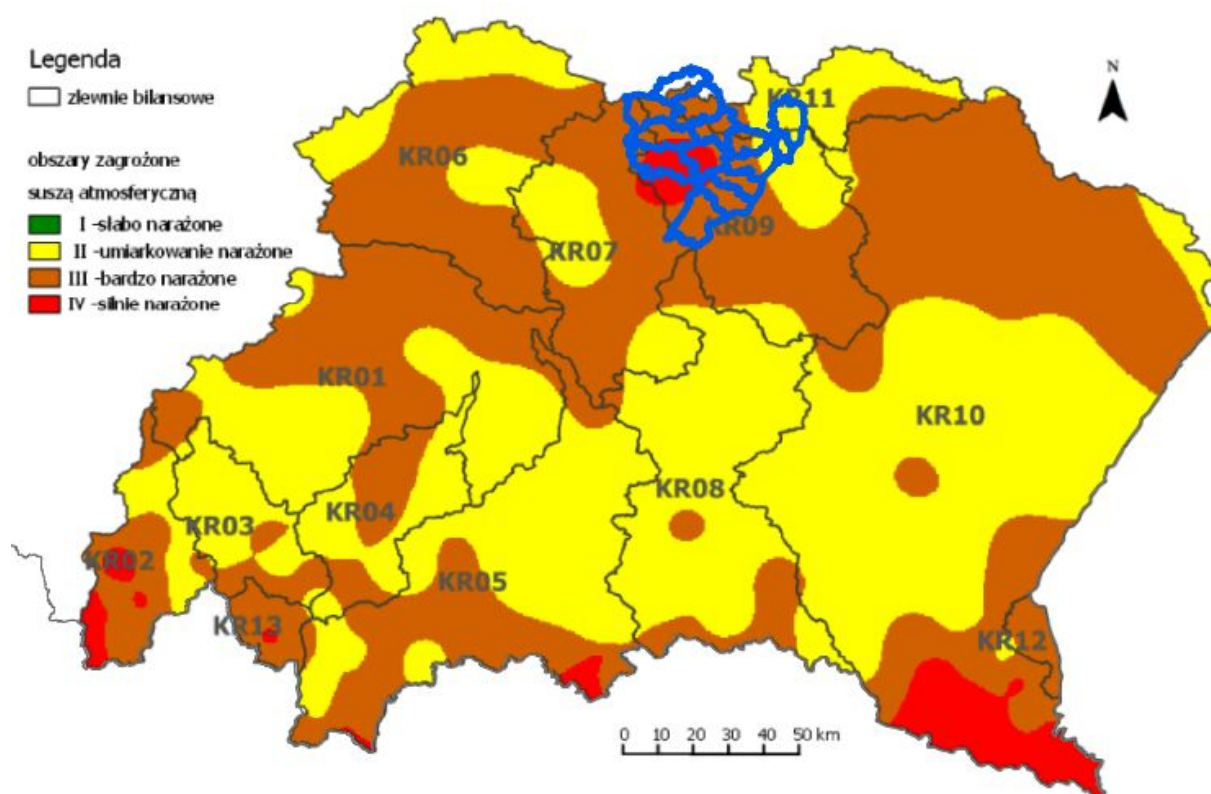 Legenda
zlewnie bilansowe
obszary zagrożone
suszą atmosferyczną
I -słabo narażone
II -umiarkowanie narażone
III -bardzo narażone
IV -silnie narażone
N
KR11
KR06
KR07
KR09
KR01
KR10
KR08
KR04
KR03
KR02
KR05
KR13
KR12
0 10 20 30 40 50 km